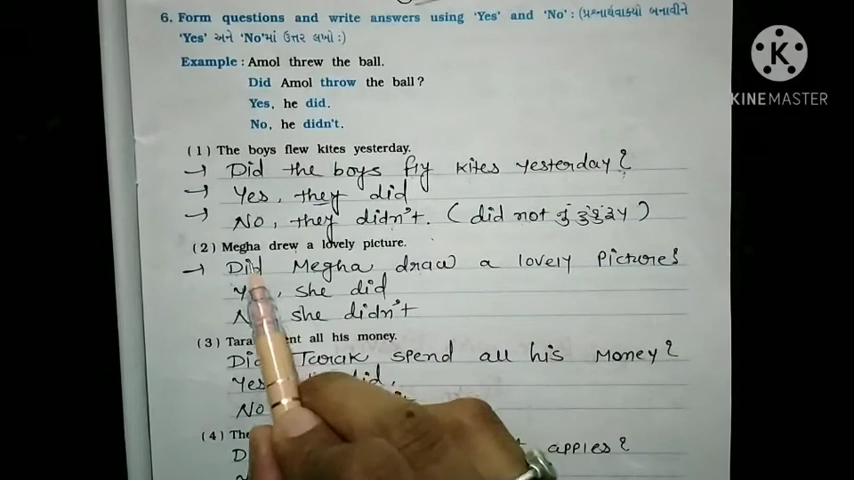 6. Form questions and write answers using 'Yes' and 'No' : (પ્રશ્નાર્થવાક્યો બનાવીને
'Yes' અને 'No'માં ઉત્તર લખો :)
Example : Amol threw the ball.
Did Amol throw the ball?
Yes, he did.
No, he didn't.
(1) The boys flew kites yesterday.
→ Did the boys fly kites yesterday?
→ Yes, they did
→ No, they didn't. (did not નું ટુંકુંરૂપ)
(2) Megha drew a lovely picture.
→ Did Megha draw a lovely picture?
she did
she didn't
(3) all his money.
Tarak spend all his money?
Yes did.
No
(4) The
apples?
K
KINEMASTER